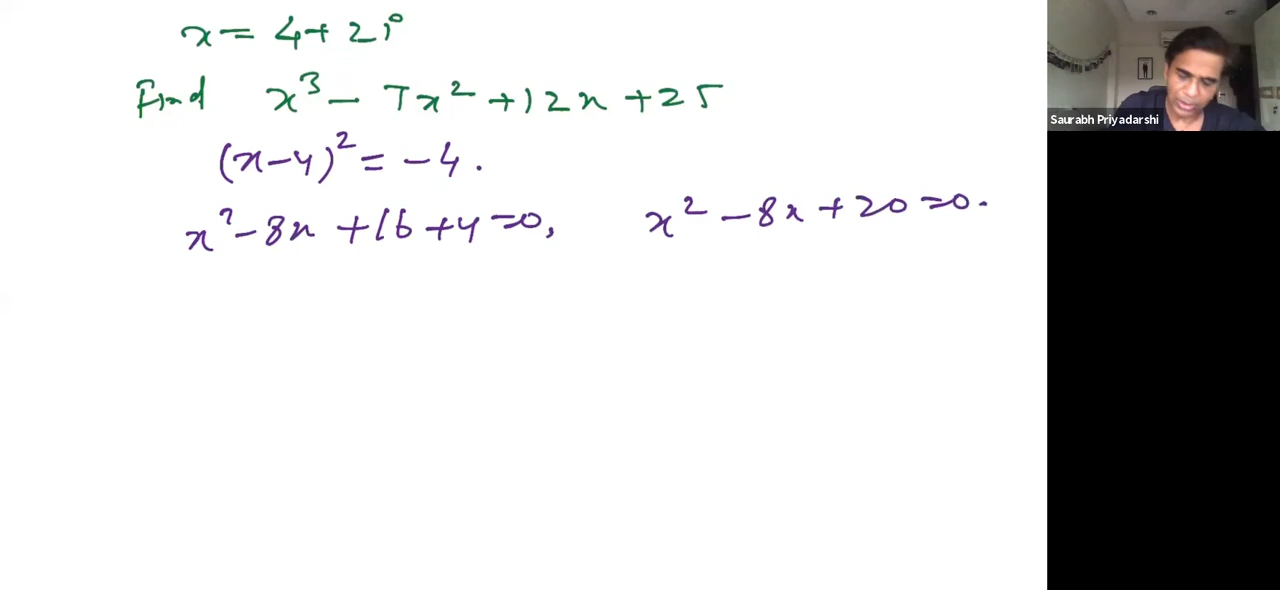 x = 4 + 2i
Find x³ - 7x² + 12x + 25
(x-4)² = -4.
x² - 8x + 16 + 4 = 0, x² - 8x + 20 = 0.
Saurabh Priyadarshi